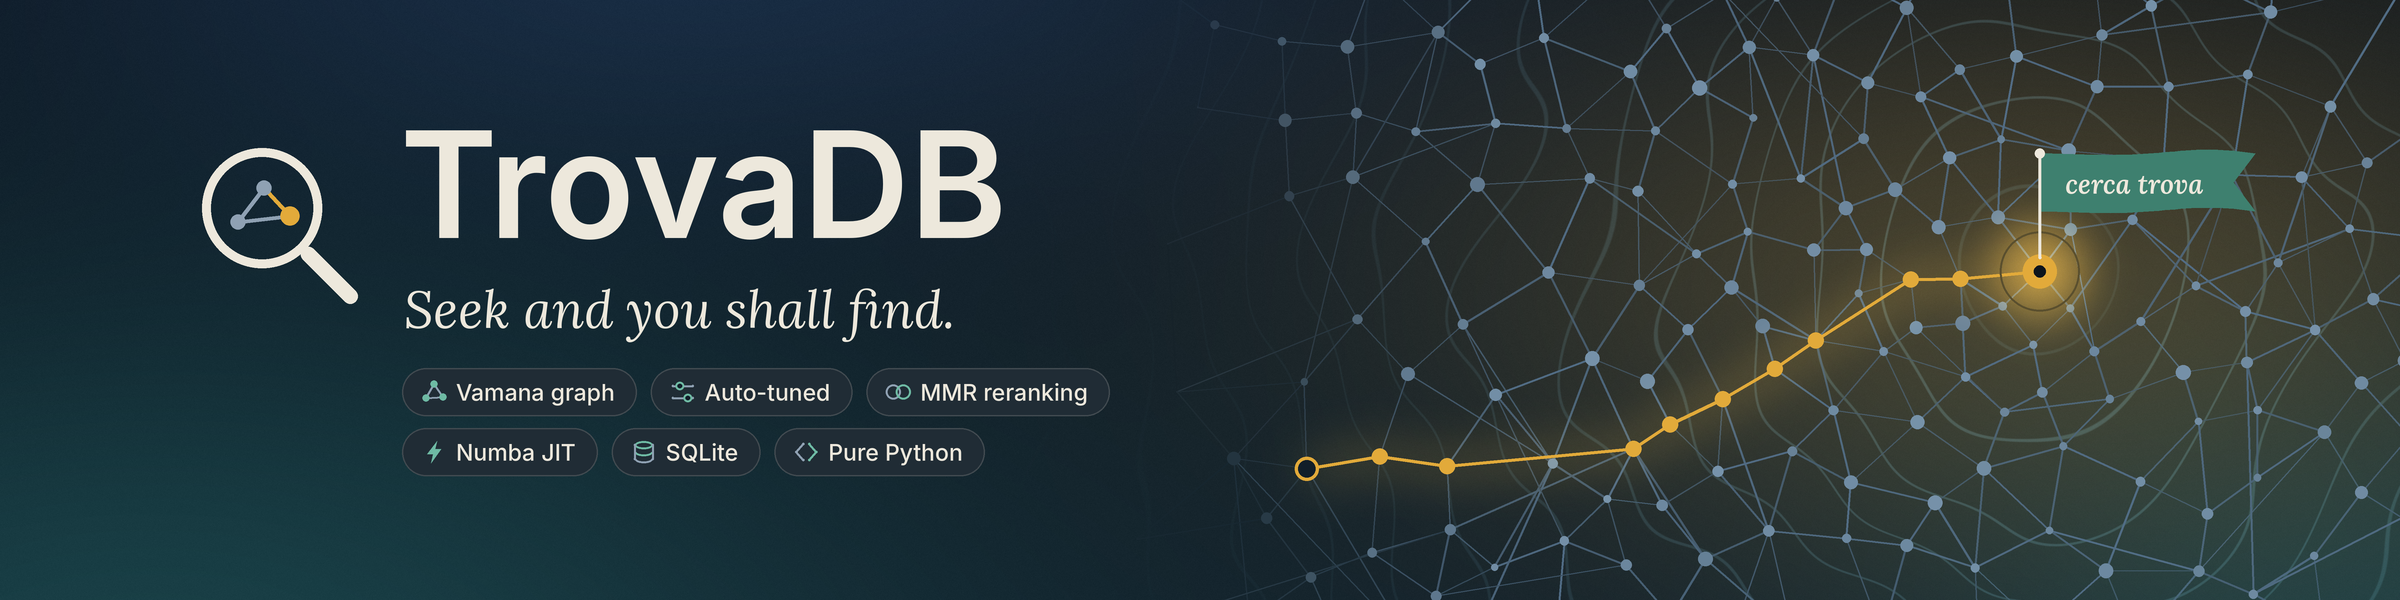 TrovaDB
Seek and you shall find.
Vamana graph
Auto-tuned
MMR reranking
Numba JIT
SQLite
Pure Python
cerca trova